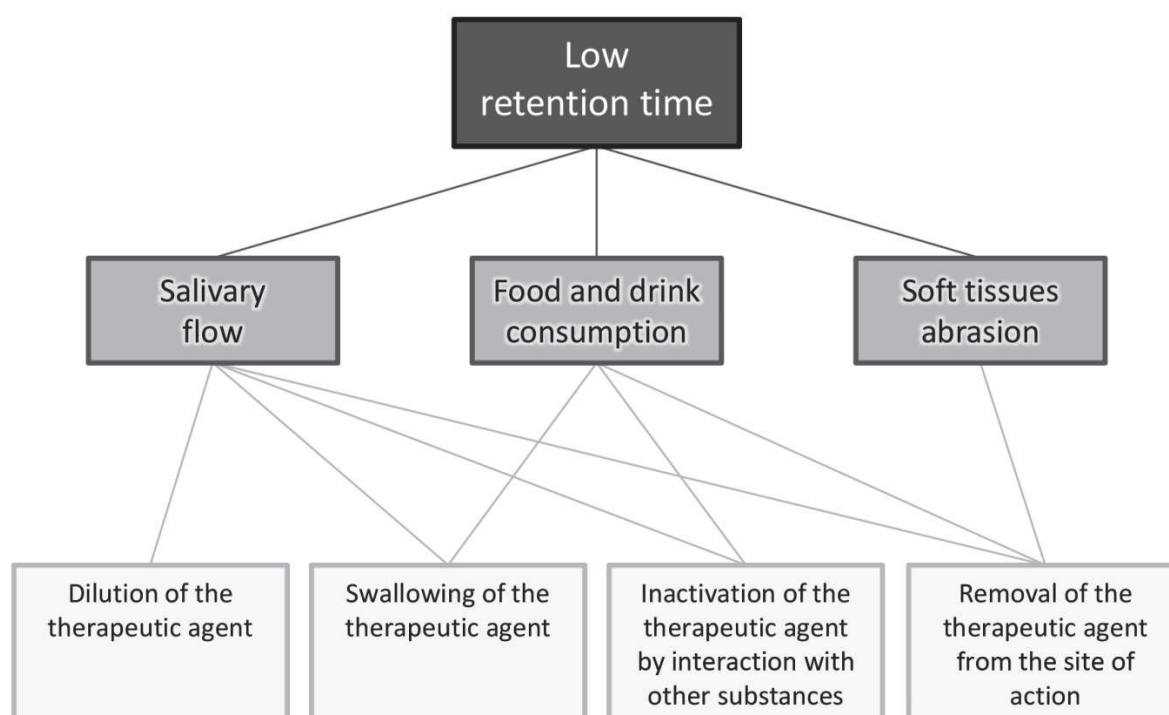 Low
retention time
Salivary
flow
Food and drink
consumption
Soft tissues
abrasion
Dilution of the
therapeutic agent
Swallowing of the
therapeutic agent
Inactivation of the
therapeutic agent
by interaction with
other substances
Removal of the
therapeutic agent
from the site of
action